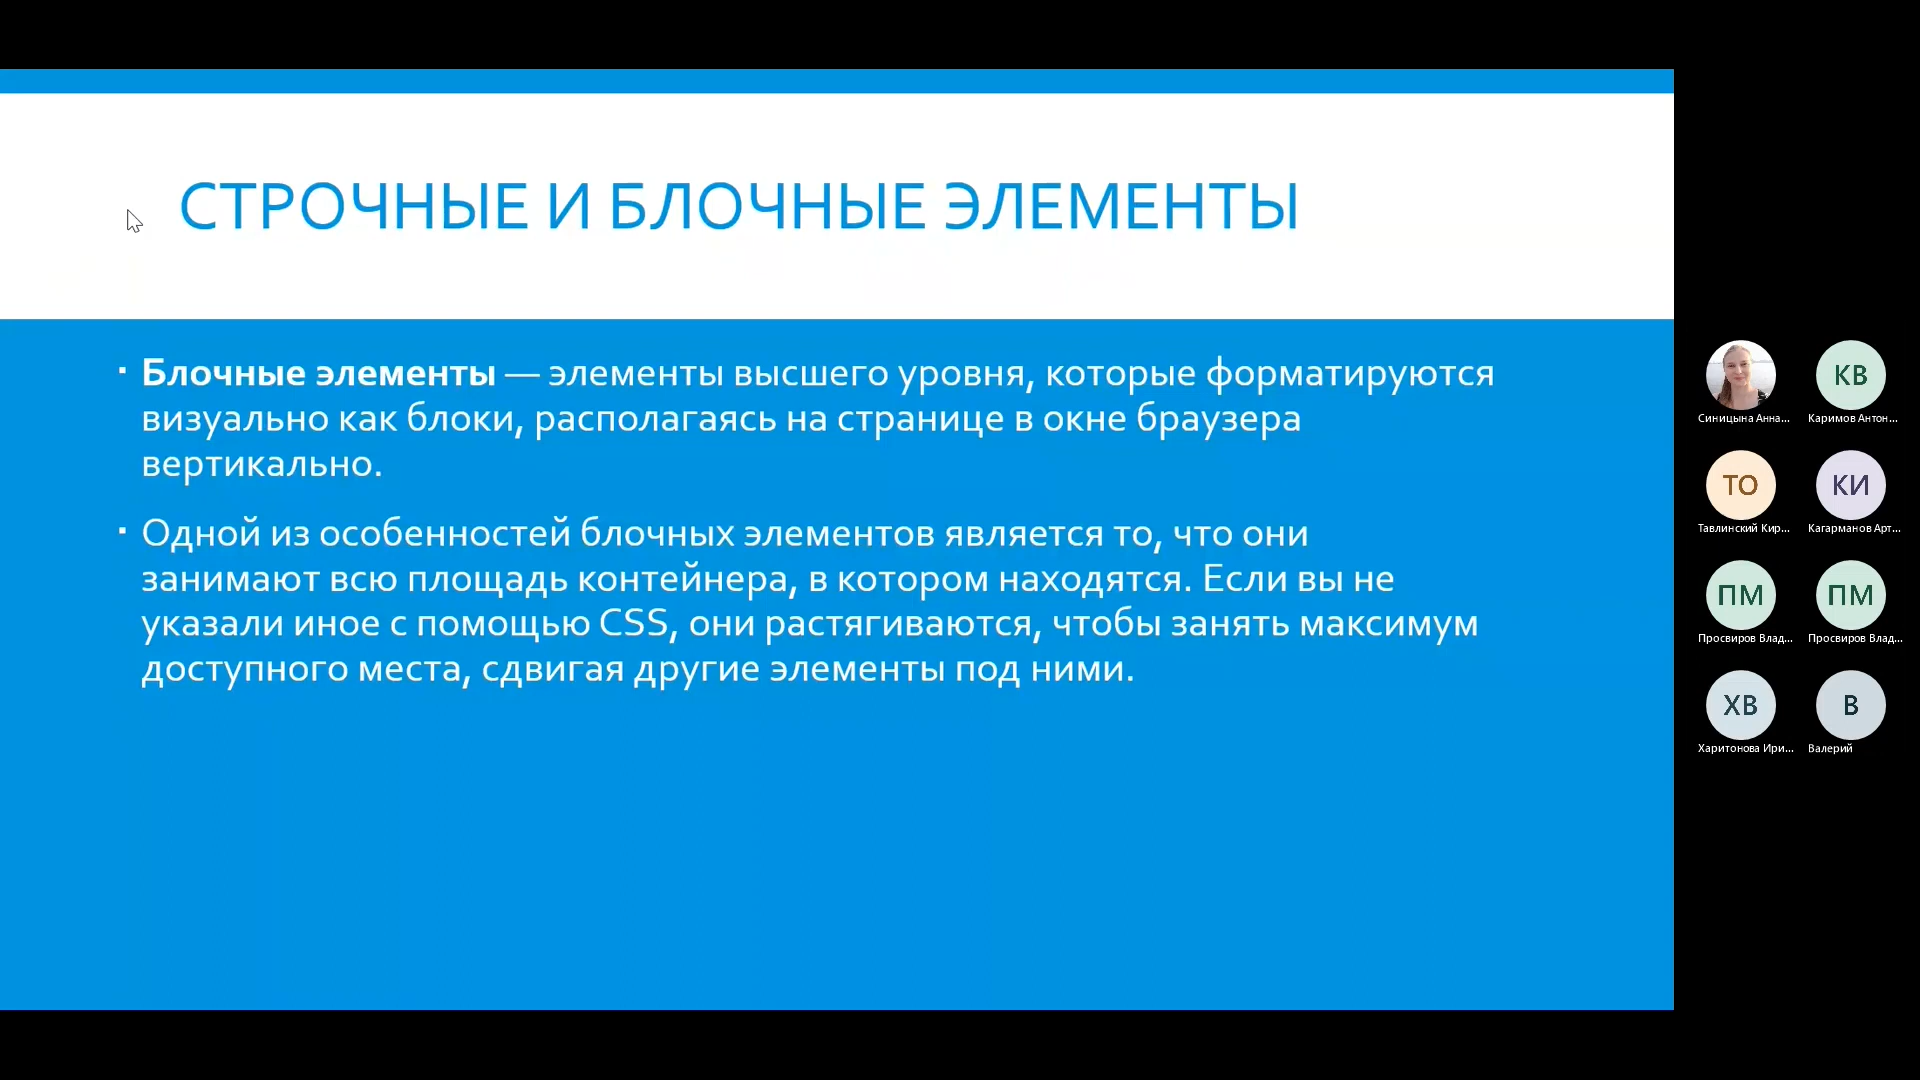 СТРОЧНЫЕ И БЛОЧНЫЕ ЭЛЕМЕНТЫ
▪ Блочные элементы — элементы высшего уровня, которые форматируются
визуально как блоки, располагаясь на странице в окне браузера
вертикально.
▪ Одной из особенностей блочных элементов является то, что они
занимают всю площадь контейнера, в котором находятся. Если вы не
указали иное с помощью CSS, они растягиваются, чтобы занять максимум
доступного места, сдвигая другие элементы под ними.
КВ
Синицына Анна...
Каримов Антон...
ТО
КИ
Тавлинский Кир...
Кагарманов Арт...
ПМ
ПМ
Просвиров Влад...
Просвиров Влад...
ХВ
В
Харитонова Ири...
Валерий